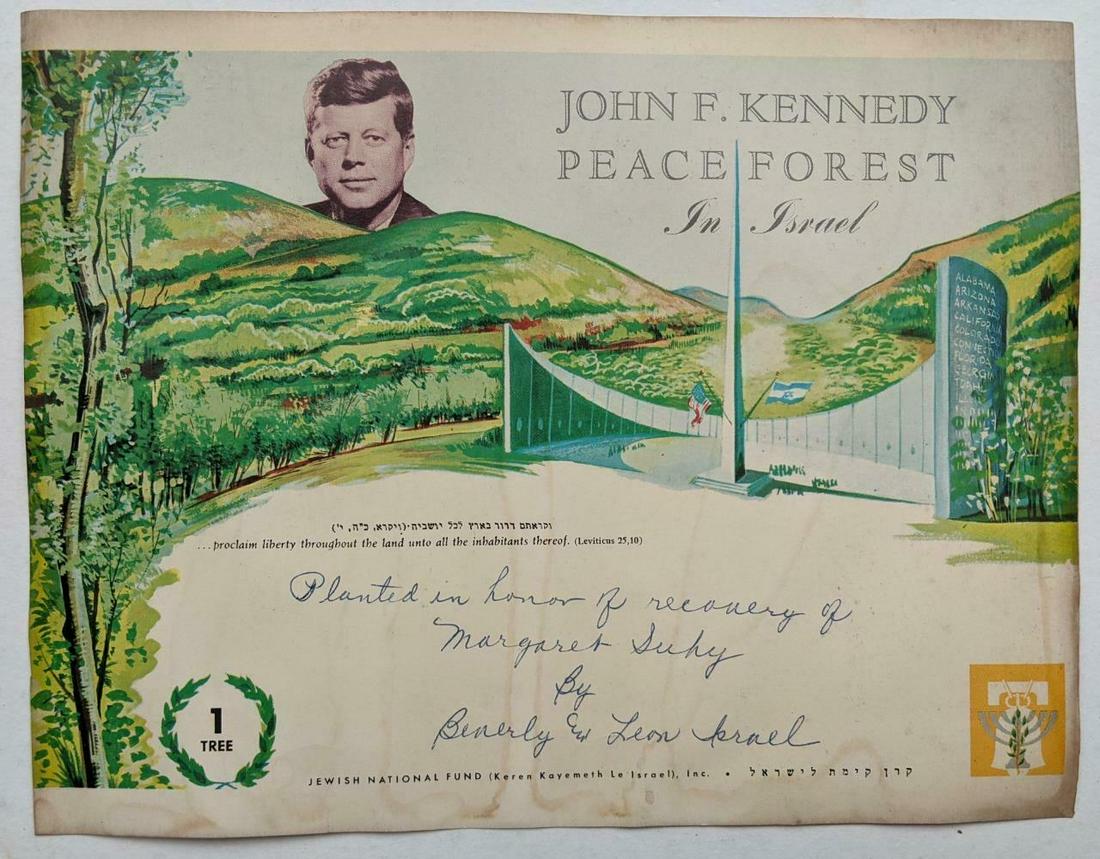 JOHN F. KENNEDY
PEACE FOREST
In Israel
ALABAMA
ARIZONA
ARKANSAS
CALIFORNIA
COLORADO
CONNECTI
FLORIDA
GEORGIA
IDAHO
וקראתם דרור בארץ לכל יושביה·(ויקרא, כ"ה, י')
...proclaim liberty throughout the land unto all the inhabitants thereof. (Leviticus 25,10)
Planted in honor of recovery of
Margaret Suhy
By
Beverly & Leon Israel
1
TREE
JEWISH NATIONAL FUND (Keren Kayemeth Le Israel), Inc. • קרן קימת לישראל